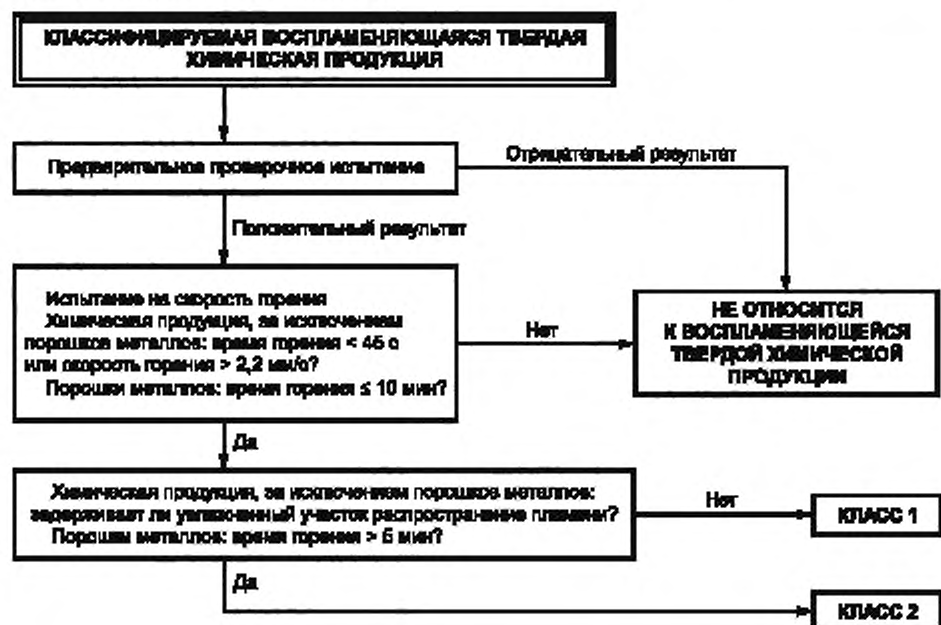 КЛАССИФИЦИРУЕМАЯ ВОСПЛАМЕНЯЮЩАЯСЯ ТВЕРДАЯ
ХИМИЧЕСКАЯ ПРОДУКЦИЯ
Предварительное проверочное испытание
Отрицательный результат
Положительный результат
Испытание на скорость горения
Химическая продукция, за исключением
порошков металлов: время горения < 45 с
или скорость горения > 2,2 мм/с?
Порошки металлов: время горения ≤ 10 мин?
Нет
НЕ ОТНОСИТСЯ
К ВОСПЛАМЕНЯЮЩЕЙСЯ
ТВЕРДОЙ ХИМИЧЕСКОЙ
ПРОДУКЦИИ
Да
Химическая продукция, за исключением порошков металлов:
задерживает ли увлажненный участок распространение пламени?
Порошки металлов: время горения > 5 мин?
Нет
КЛАСС 1
Да
КЛАСС 2